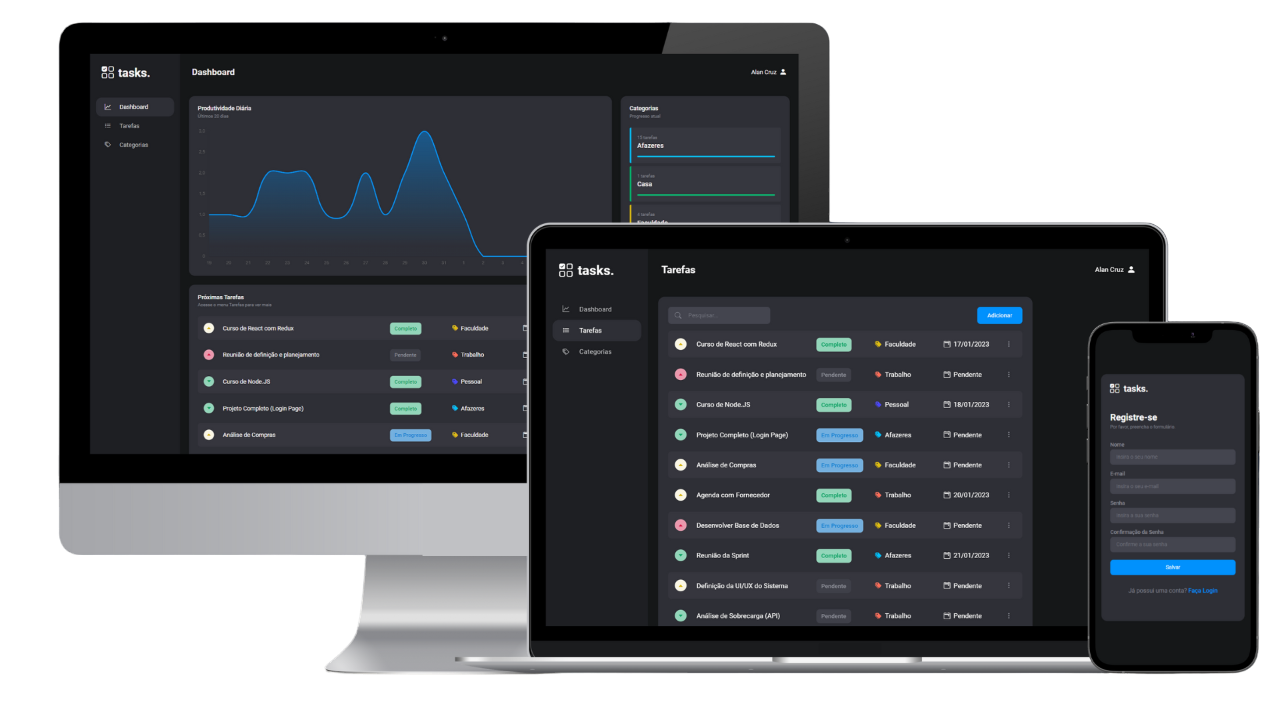 tasks.
Dashboard
Alan Cruz
Dashboard
Tarefas
Categorias
Produtividade Diária
Últimos 20 dias
Categorias
Progresso atual
Afazeres
1 tarefas
Casa
Próximas Tarefas
Acesse o menu Tarefas para ver mais
Curso de React com Redux Completo Faculdade
Reunião de definição e planejamento Pendente Trabalho
Curso de Node.JS Completo Pessoal
Projeto Completo (Login Page) Completo Afazeres
Análise de Compras Em Progresso Faculdade
tasks.
Tarefas
Alan Cruz
Dashboard
Tarefas
Categorias
Pesquisar...
Adicionar
Curso de React com Redux Completo Faculdade 17/01/2023
Reunião de definição e planejamento Pendente Trabalho Pendente
Curso de Node.JS Completo Pessoal 18/01/2023
Projeto Completo (Login Page) Em Progresso Afazeres Pendente
Análise de Compras Em Progresso Faculdade Pendente
Agenda com Fornecedor Completo Trabalho 20/01/2023
Desenvolver Base de Dados Em Progresso Faculdade Pendente
Reunião da Sprint Completo Afazeres 21/01/2023
Definição da UI/UX do Sistema Pendente Trabalho Pendente
Análise de Sobrecarga (API) Pendente Trabalho Pendente
tasks.
Registre-se
Por favor, preencha o formulário
Nome
Insira o seu nome
E-mail
Insira o seu e-mail
Senha
Insira a sua senha
Confirmação da Senha
Confirme a sua senha
Salvar
Já possui uma conta? Faça Login